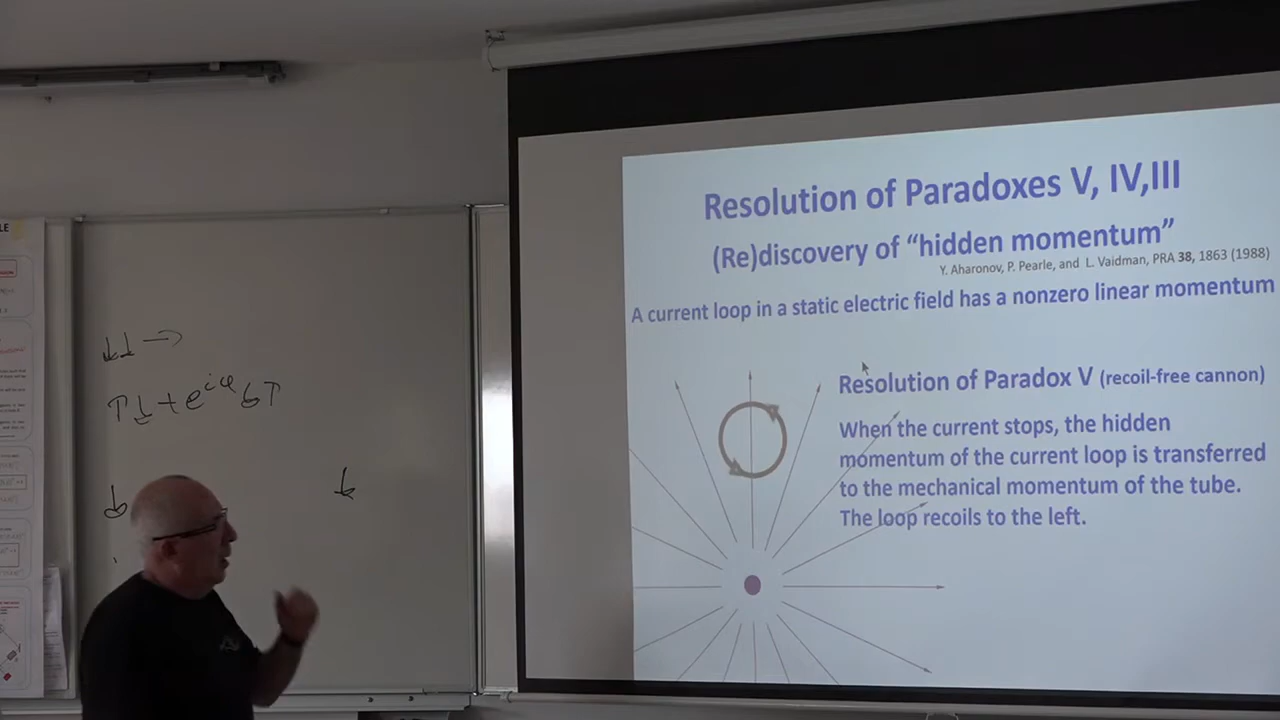 Resolution of Paradoxes V, IV,III
(Re)discovery of “hidden momentum”
Y. Aharonov, P. Pearle, and L. Vaidman, PRA 38, 1863 (1988)
A current loop in a static electric field has a nonzero linear momentum
Resolution of Paradox V (recoil-free cannon)
When the current stops, the hidden
momentum of the current loop is transferred
to the mechanical momentum of the tube.
The loop recoils to the left.
↓↓ →
↑↓ + e^{iφ} ↓↑
↓ ↓